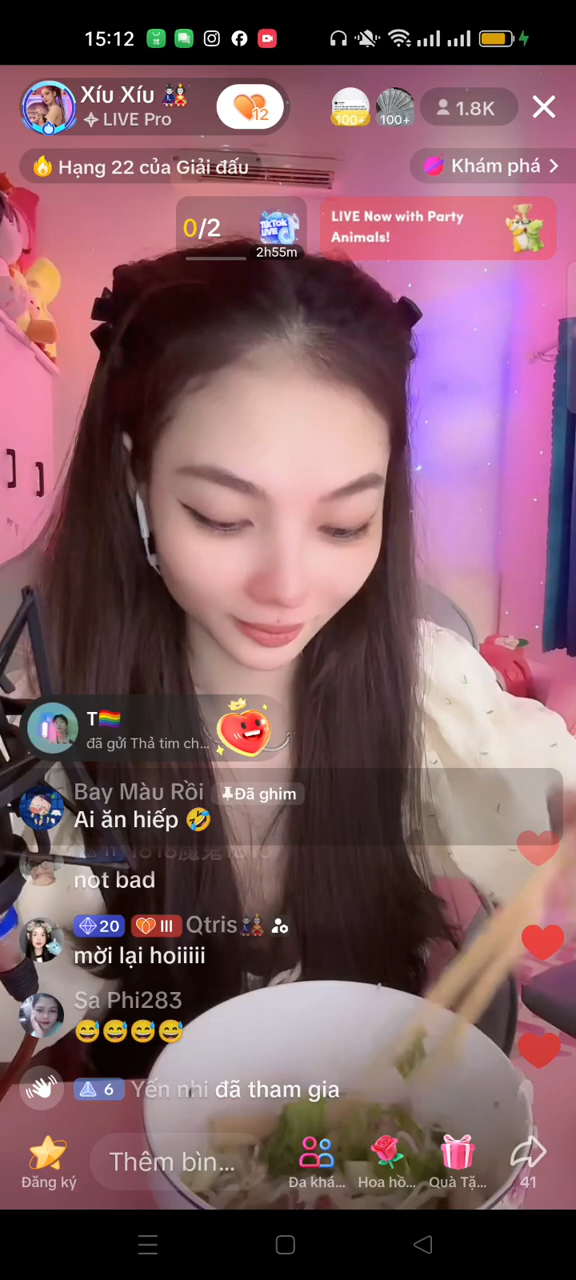 15:12
Xíu Xíu
LIVE Pro
12
100+
100+
1.8K
Hạng 22 của Giải đấu
Khám phá
0/2
TikTok LIVE
2h55m
LIVE Now with Party
Animals!
T
đã gửi Thả tim ch...
Bay Màu Rồi Đã ghim
Ai ăn hiếp 🤣
not bad
20 III Qtris
mời lại hoiiiii
Sa Phi283
😅😅😅😅
6 Yến nhi đã tham gia
Thêm bìn...
Đăng ký
Đa khá...
Hoa hồ...
Quà Tặ...
41